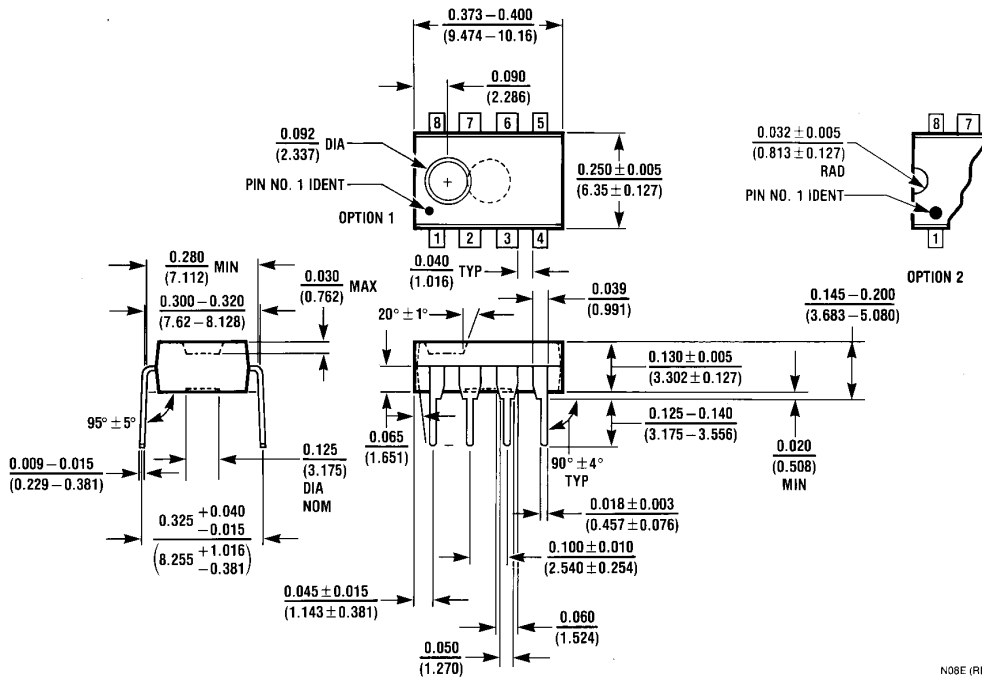 0.373–0.400
(9.474–10.16)
0.090
(2.286)
8 7 6 5
0.092 DIA
(2.337)
PIN NO. 1 IDENT
OPTION 1
1 2 3 4
0.250 ± 0.005
(6.35 ± 0.127)
0.032 ± 0.005
(0.813 ± 0.127)
RAD
PIN NO. 1 IDENT
8 7
1
OPTION 2
0.280 MIN
(7.112)
0.300–0.320
(7.62–8.128)
0.030 MAX
(0.762)
0.040 TYP
(1.016)
20° ± 1°
0.039
(0.991)
0.145–0.200
(3.683–5.080)
0.130 ± 0.005
(3.302 ± 0.127)
0.125–0.140
(3.175–3.556)
0.020
(0.508)
MIN
95° ± 5°
0.009–0.015
(0.229–0.381)
0.125
(3.175)
DIA
NOM
0.065
(1.651)
90° ± 4°
TYP
0.018 ± 0.003
(0.457 ± 0.076)
0.325 +0.040
−0.015
(8.255 +1.016
−0.381)
0.100 ± 0.010
(2.540 ± 0.254)
0.045 ± 0.015
(1.143 ± 0.381)
0.060
(1.524)
0.050
(1.270)
N08E